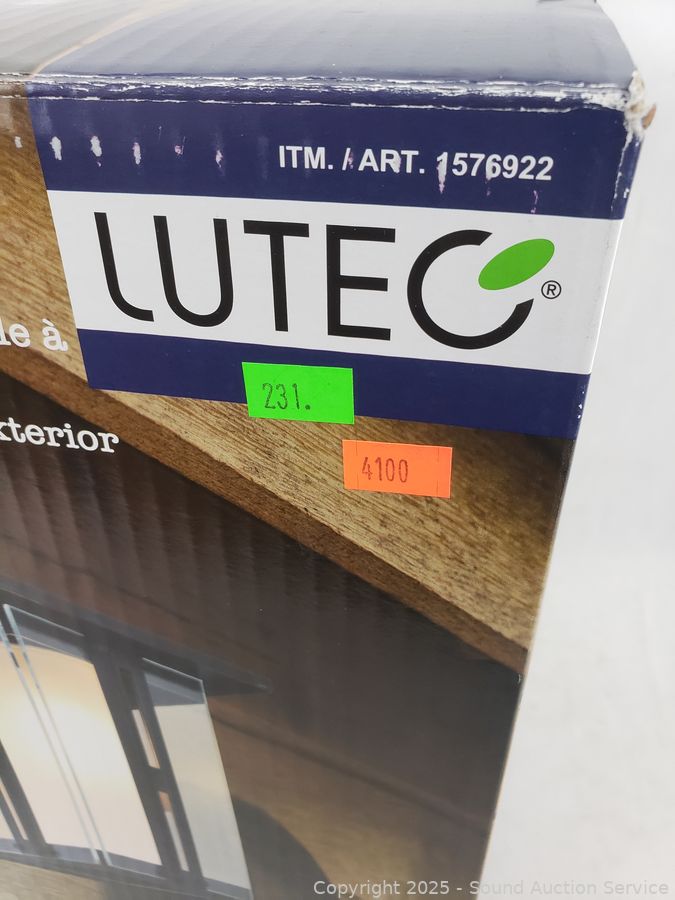 ITM. / ART. 1576922
LUTEC®
le à
231.
xterior
4100
Copyright 2025 - Sound Auction Service